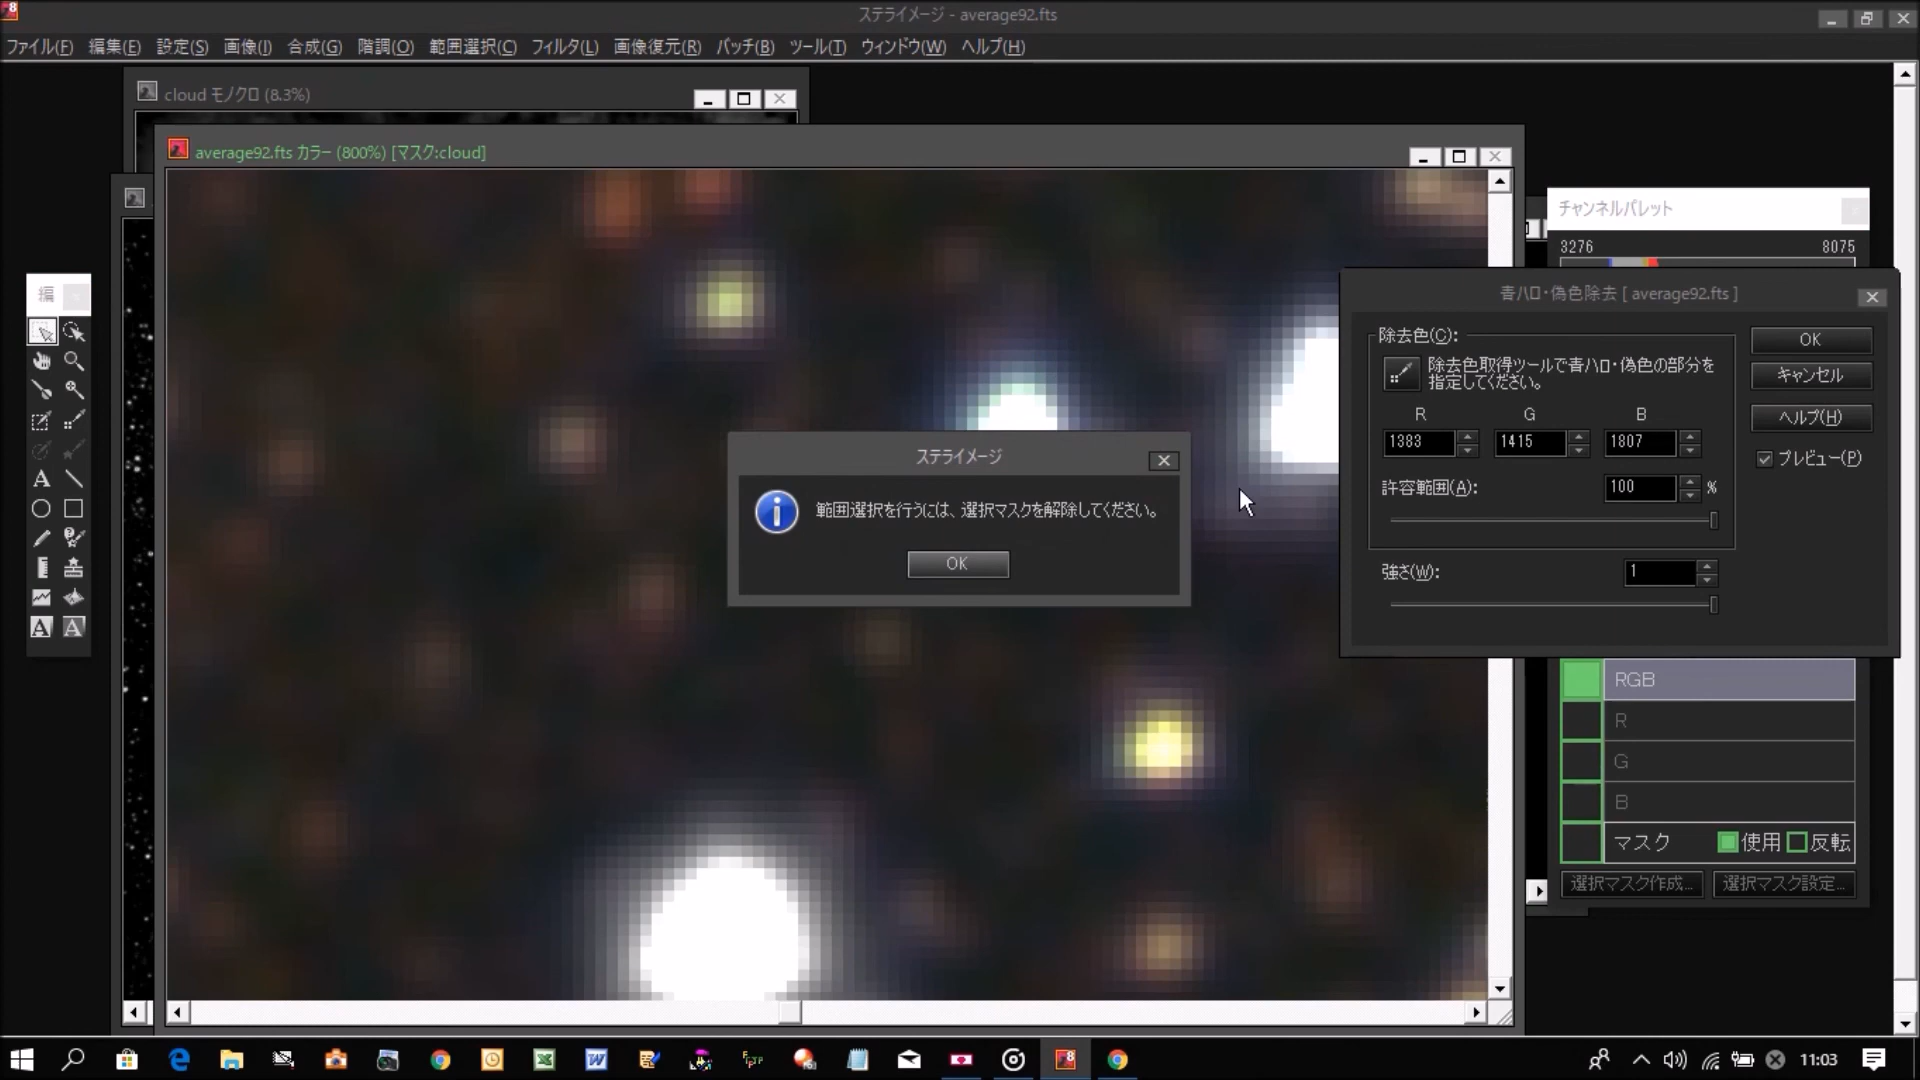 ステライメージ - average92.fts
ファイル(F) 編集(E) 設定(S) 画像(I) 合成(G) 階調(O) 範囲選択(C) フィルタ(L) 画像復元(R) バッチ(B) ツール(T) ウィンドウ(W) ヘルプ(H)
cloud モノクロ (8.3%)
average92.fts カラー (800%) [マスク:cloud]
編
チャンネルパレット
3276 8075
青ハロ・偽色除去 [ average92.fts ]
除去色(C):
除去色取得ツールで青ハロ・偽色の部分を
指定してください。
R G B
1383 1415 1807
許容範囲(A): 100 %
強さ(W): 1
OK
キャンセル
ヘルプ(H)
プレビュー(P)
ステライメージ
範囲選択を行うには、選択マスクを解除してください。
OK
RGB
R
G
B
マスク 使用 反転
選択マスク作成... 選択マスク設定...
11:03